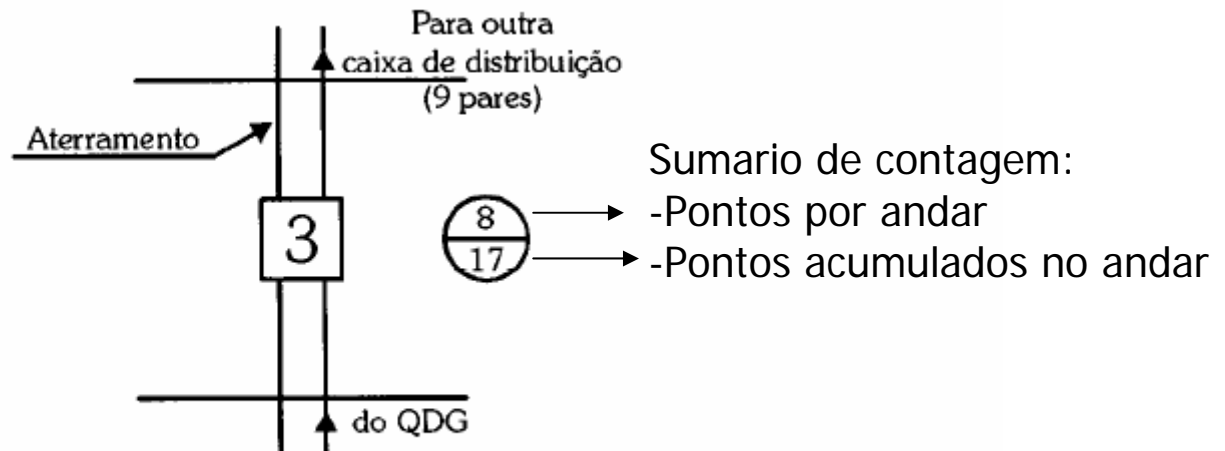 Para outra
caixa de distribuição
(9 pares)
Aterramento
Sumario de contagem:
3
8
-Pontos por andar
17
-Pontos acumulados no andar
do QDG